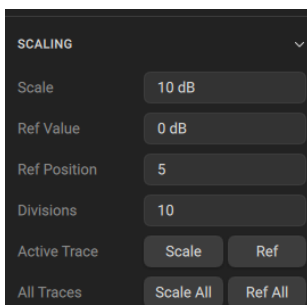 SCALING
Scale 10 dB
Ref Value 0 dB
Ref Position 5
Divisions 10
Active Trace Scale Ref
All Traces Scale All Ref All